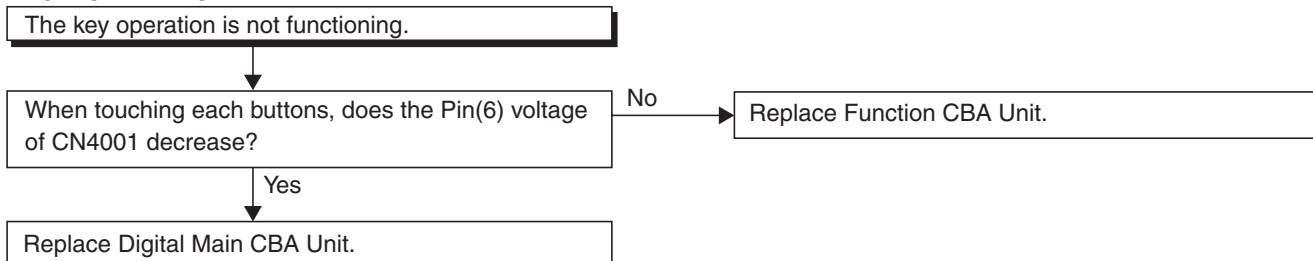 The key operation is not functioning.
When touching each buttons, does the Pin(6) voltage
of CN4001 decrease?
No
Replace Function CBA Unit.
Yes
Replace Digital Main CBA Unit.